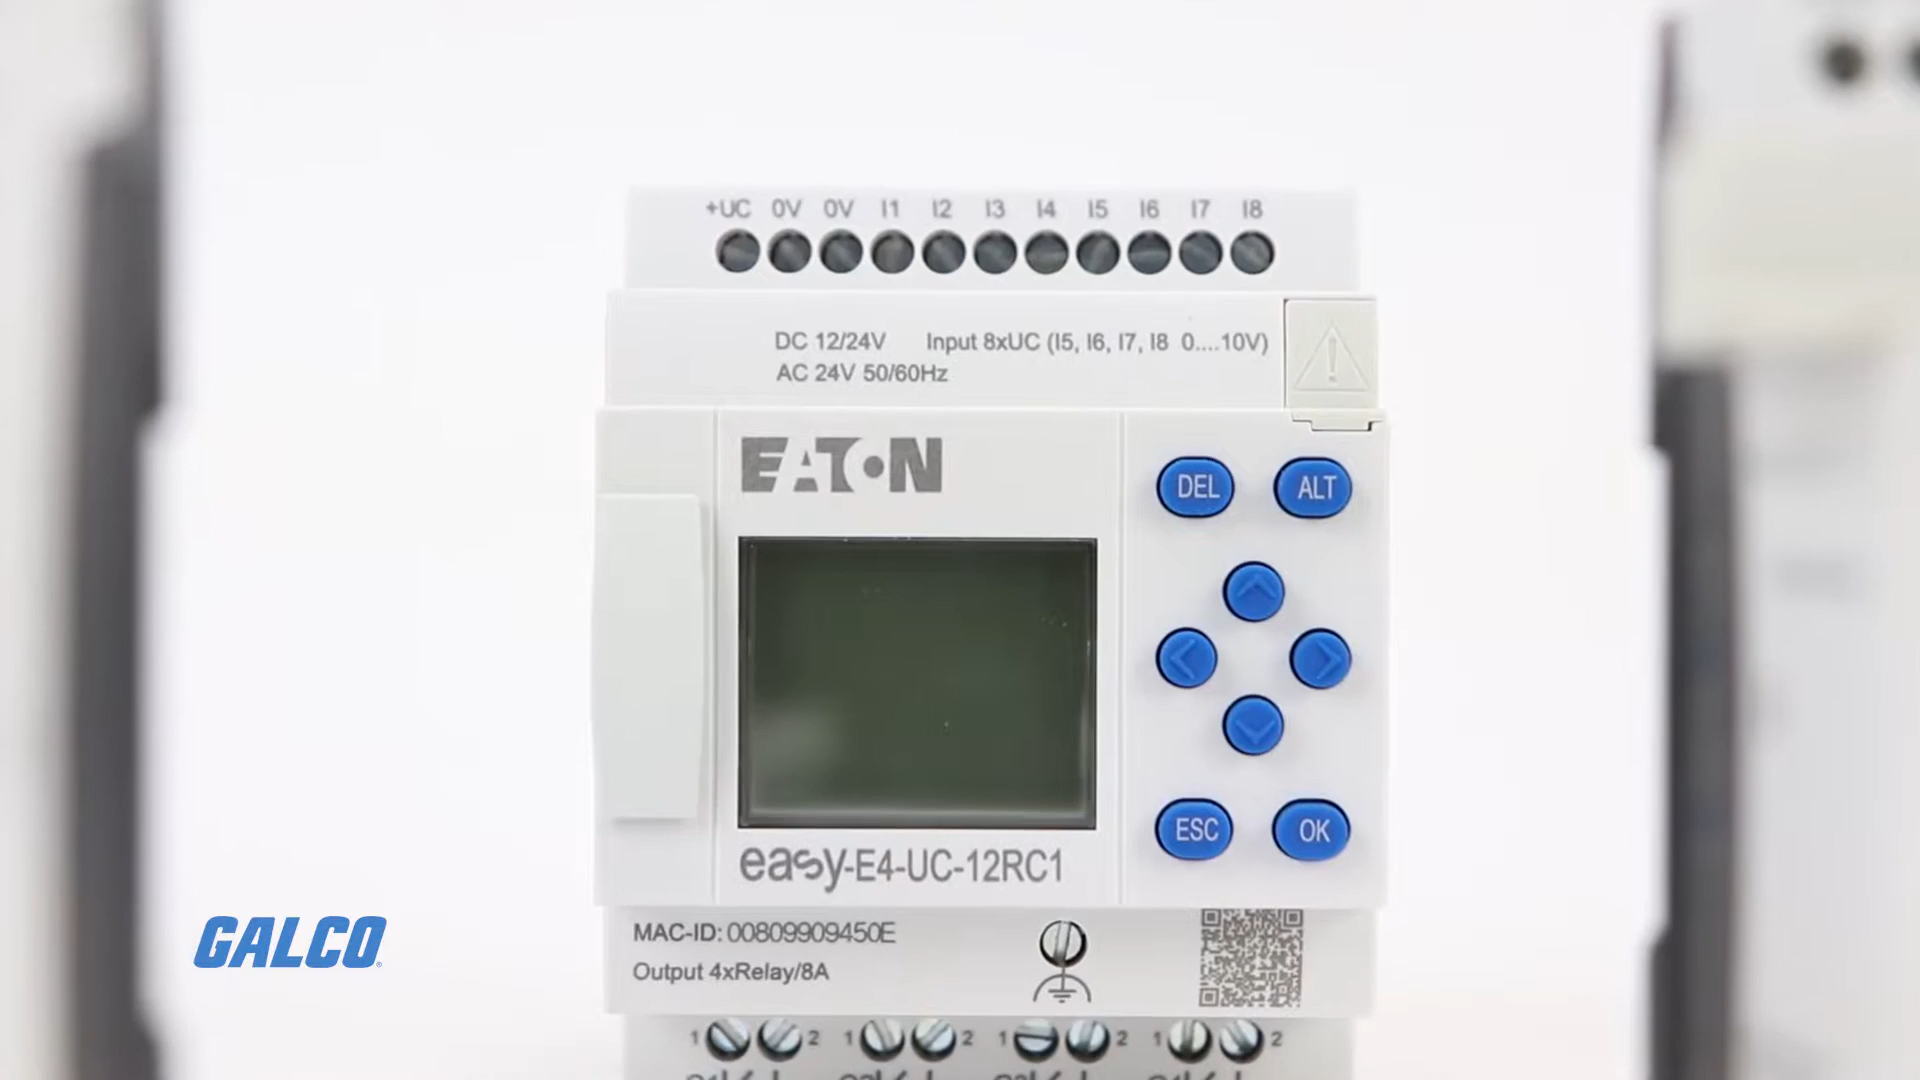 +UC 0V 0V I1 I2 I3 I4 I5 I6 I7 I8
DC 12/24V Input 8xUC (I5, I6, I7, I8 0....10V)
AC 24V 50/60Hz
EATON
DEL ALT
ESC OK
easy-E4-UC-12RC1
MAC-ID: 00809909450E
Output 4xRelay/8A
GALCO
1 2 1 2 1 2 1 2